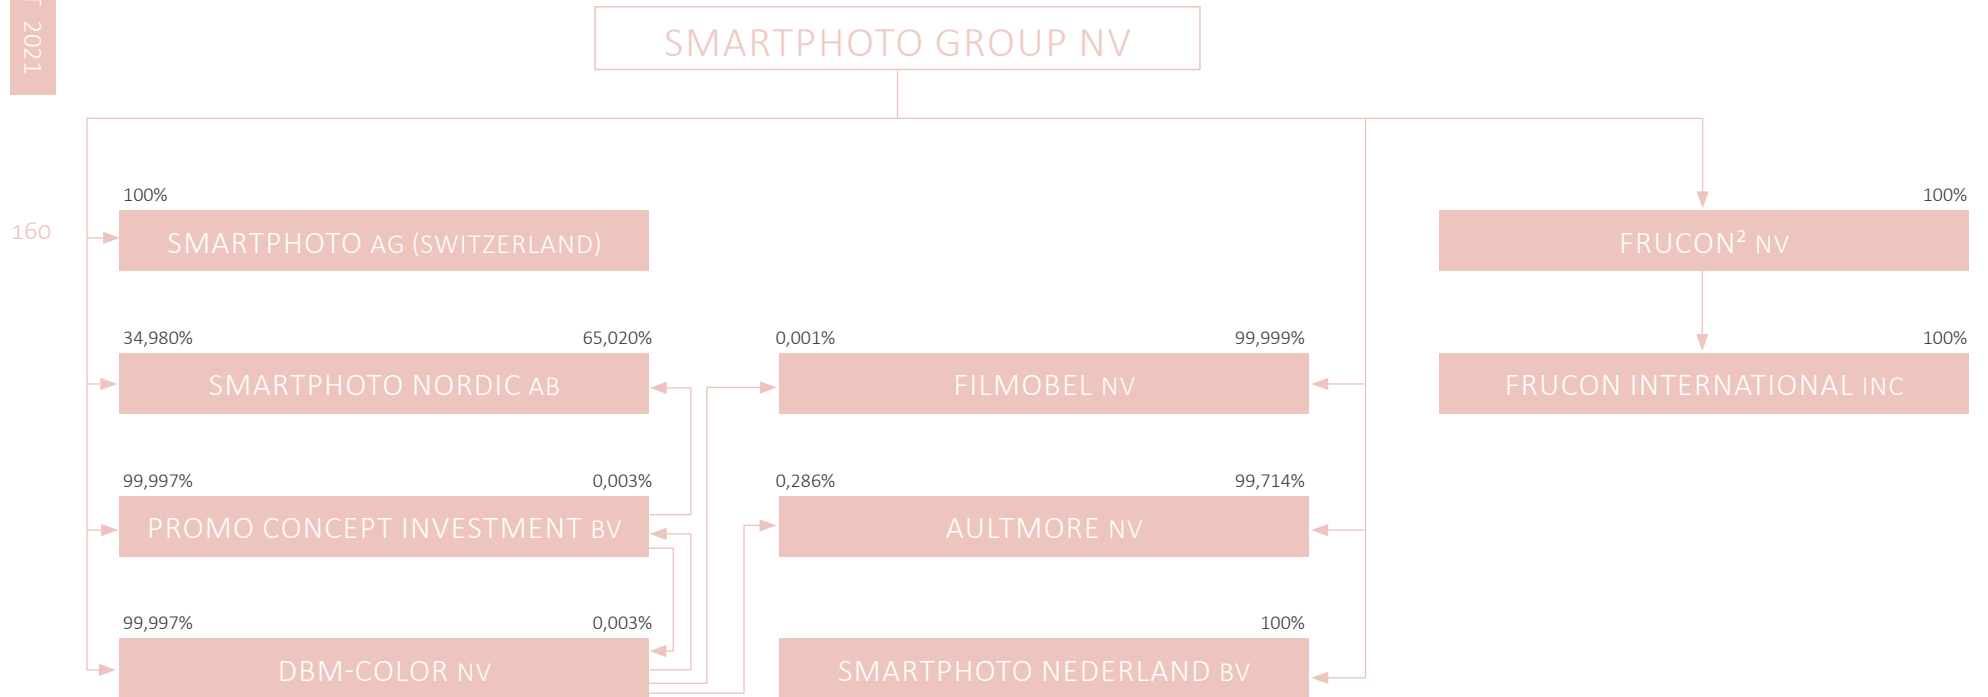 2021
SMARTPHOTO GROUP NV
160
100%
SMARTPHOTO AG (SWITZERLAND)
100%
FRUCON² NV
34,980% 65,020%
SMARTPHOTO NORDIC AB
0,001% 99,999%
FILMOBEL NV
100%
FRUCON INTERNATIONAL INC
99,997% 0,003%
PROMO CONCEPT INVESTMENT BV
0,286% 99,714%
AULTMORE NV
99,997% 0,003%
DBM-COLOR NV
100%
SMARTPHOTO NEDERLAND BV